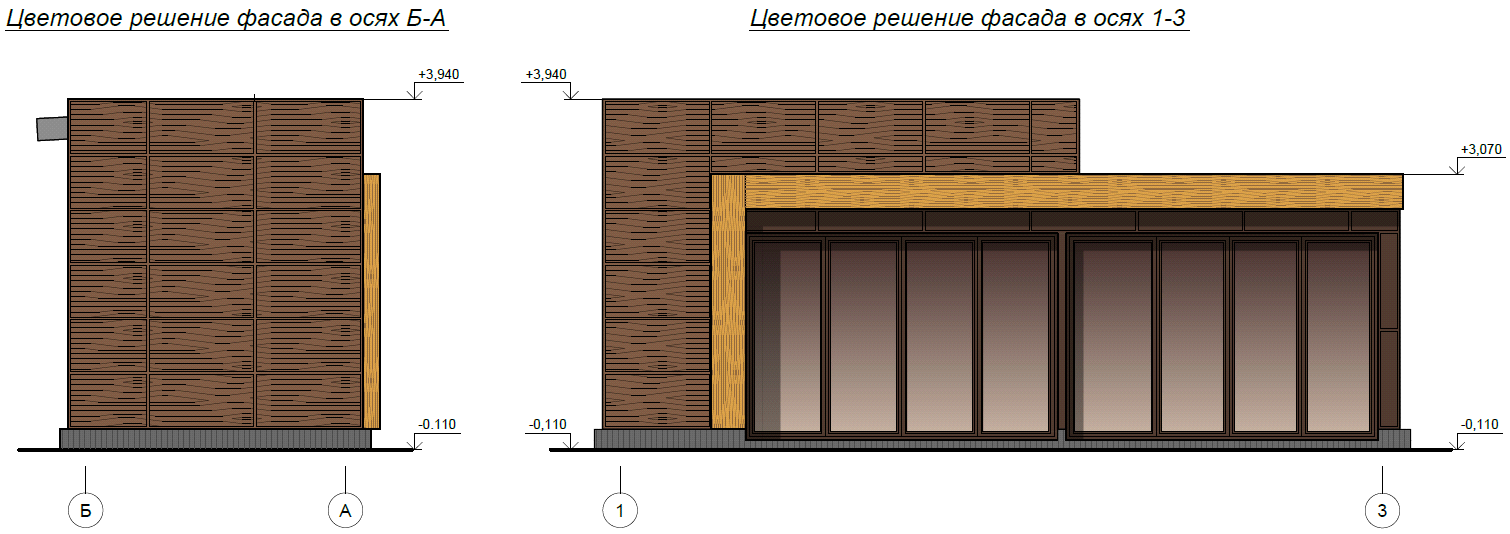 Цветовое решение фасада в осях Б-А
Цветовое решение фасада в осях 1-3
+3,940
+3,940
+3,070
-0.110
-0,110
-0,110
Б
А
1
3